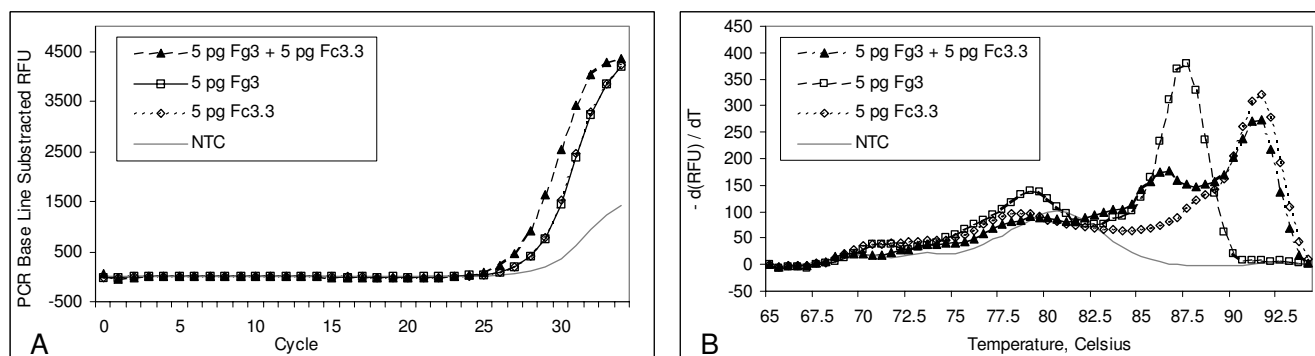 PCR Base Line Substracted RFU
4500
3500
2500
1500
500
-500
5 pg Fg3 + 5 pg Fc3.3
5 pg Fg3
5 pg Fc3.3
NTC
0 5 10 15 20 25 30
A
Cycle
- d(RFU) / dT
450
400
350
300
250
200
150
100
50
0
-50
5 pg Fg3 + 5 pg Fc3.3
5 pg Fg3
5 pg Fc3.3
NTC
65 67.5 70 72.5 75 77.5 80 82.5 85 87.5 90 92.5
B
Temperature, Celsius